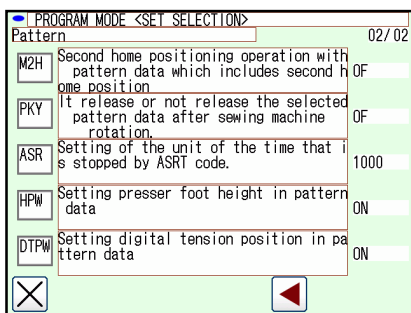 PROGRAM MODE <SET SELECTION>
Pattern 02/02
M2H Second home positioning operation with
pattern data which includes second h OF
ome position
PKY It release or not release the selected
pattern data after sewing machine OF
rotation.
ASR Setting of the unit of the time that i
s stopped by ASRT code. 1000
HPW Setting presser foot height in pattern
data ON
DTPW Setting digital tension position in pa
ttern data ON